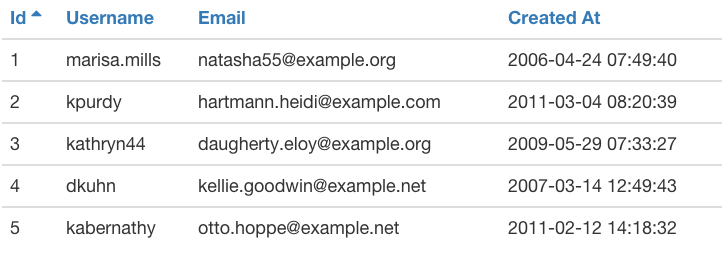 Id Username Email Created At
1 marisa.mills natasha55@example.org 2006-04-24 07:49:40
2 kpurdy hartmann.heidi@example.com 2011-03-04 08:20:39
3 kathryn44 daugherty.eloy@example.org 2009-05-29 07:33:27
4 dkuhn kellie.goodwin@example.net 2007-03-14 12:49:43
5 kabernathy otto.hoppe@example.net 2011-02-12 14:18:32